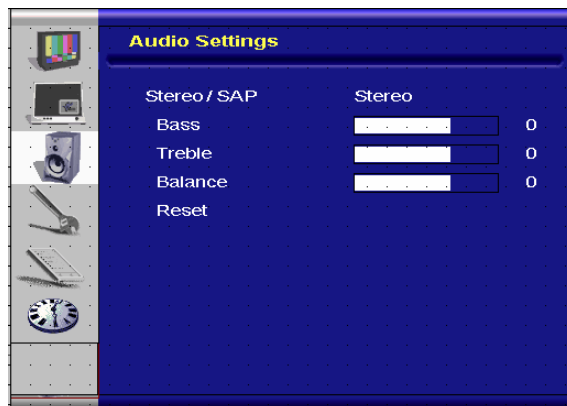 Audio Settings
Stereo / SAP Stereo
Bass 0
Treble 0
Balance 0
Reset